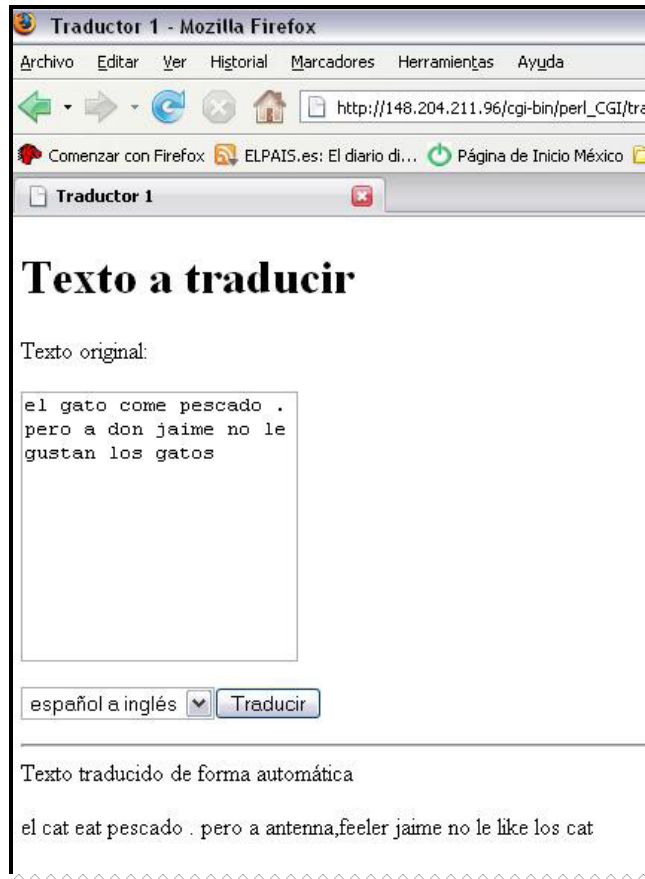 Traductor 1 - Mozilla Firefox
Archivo Editar Ver Historial Marcadores Herramientas Ayuda
http://148.204.211.96/cgi-bin/perl_CGI/tra
Comenzar con Firefox ELPAIS.es: El diario di... Página de Inicio México
Traductor 1
Texto a traducir
Texto original:
el gato come pescado .
pero a don jaime no le
gustan los gatos
español a inglés Traducir
Texto traducido de forma automática
el cat eat pescado . pero a antenna,feeler jaime no le like los cat